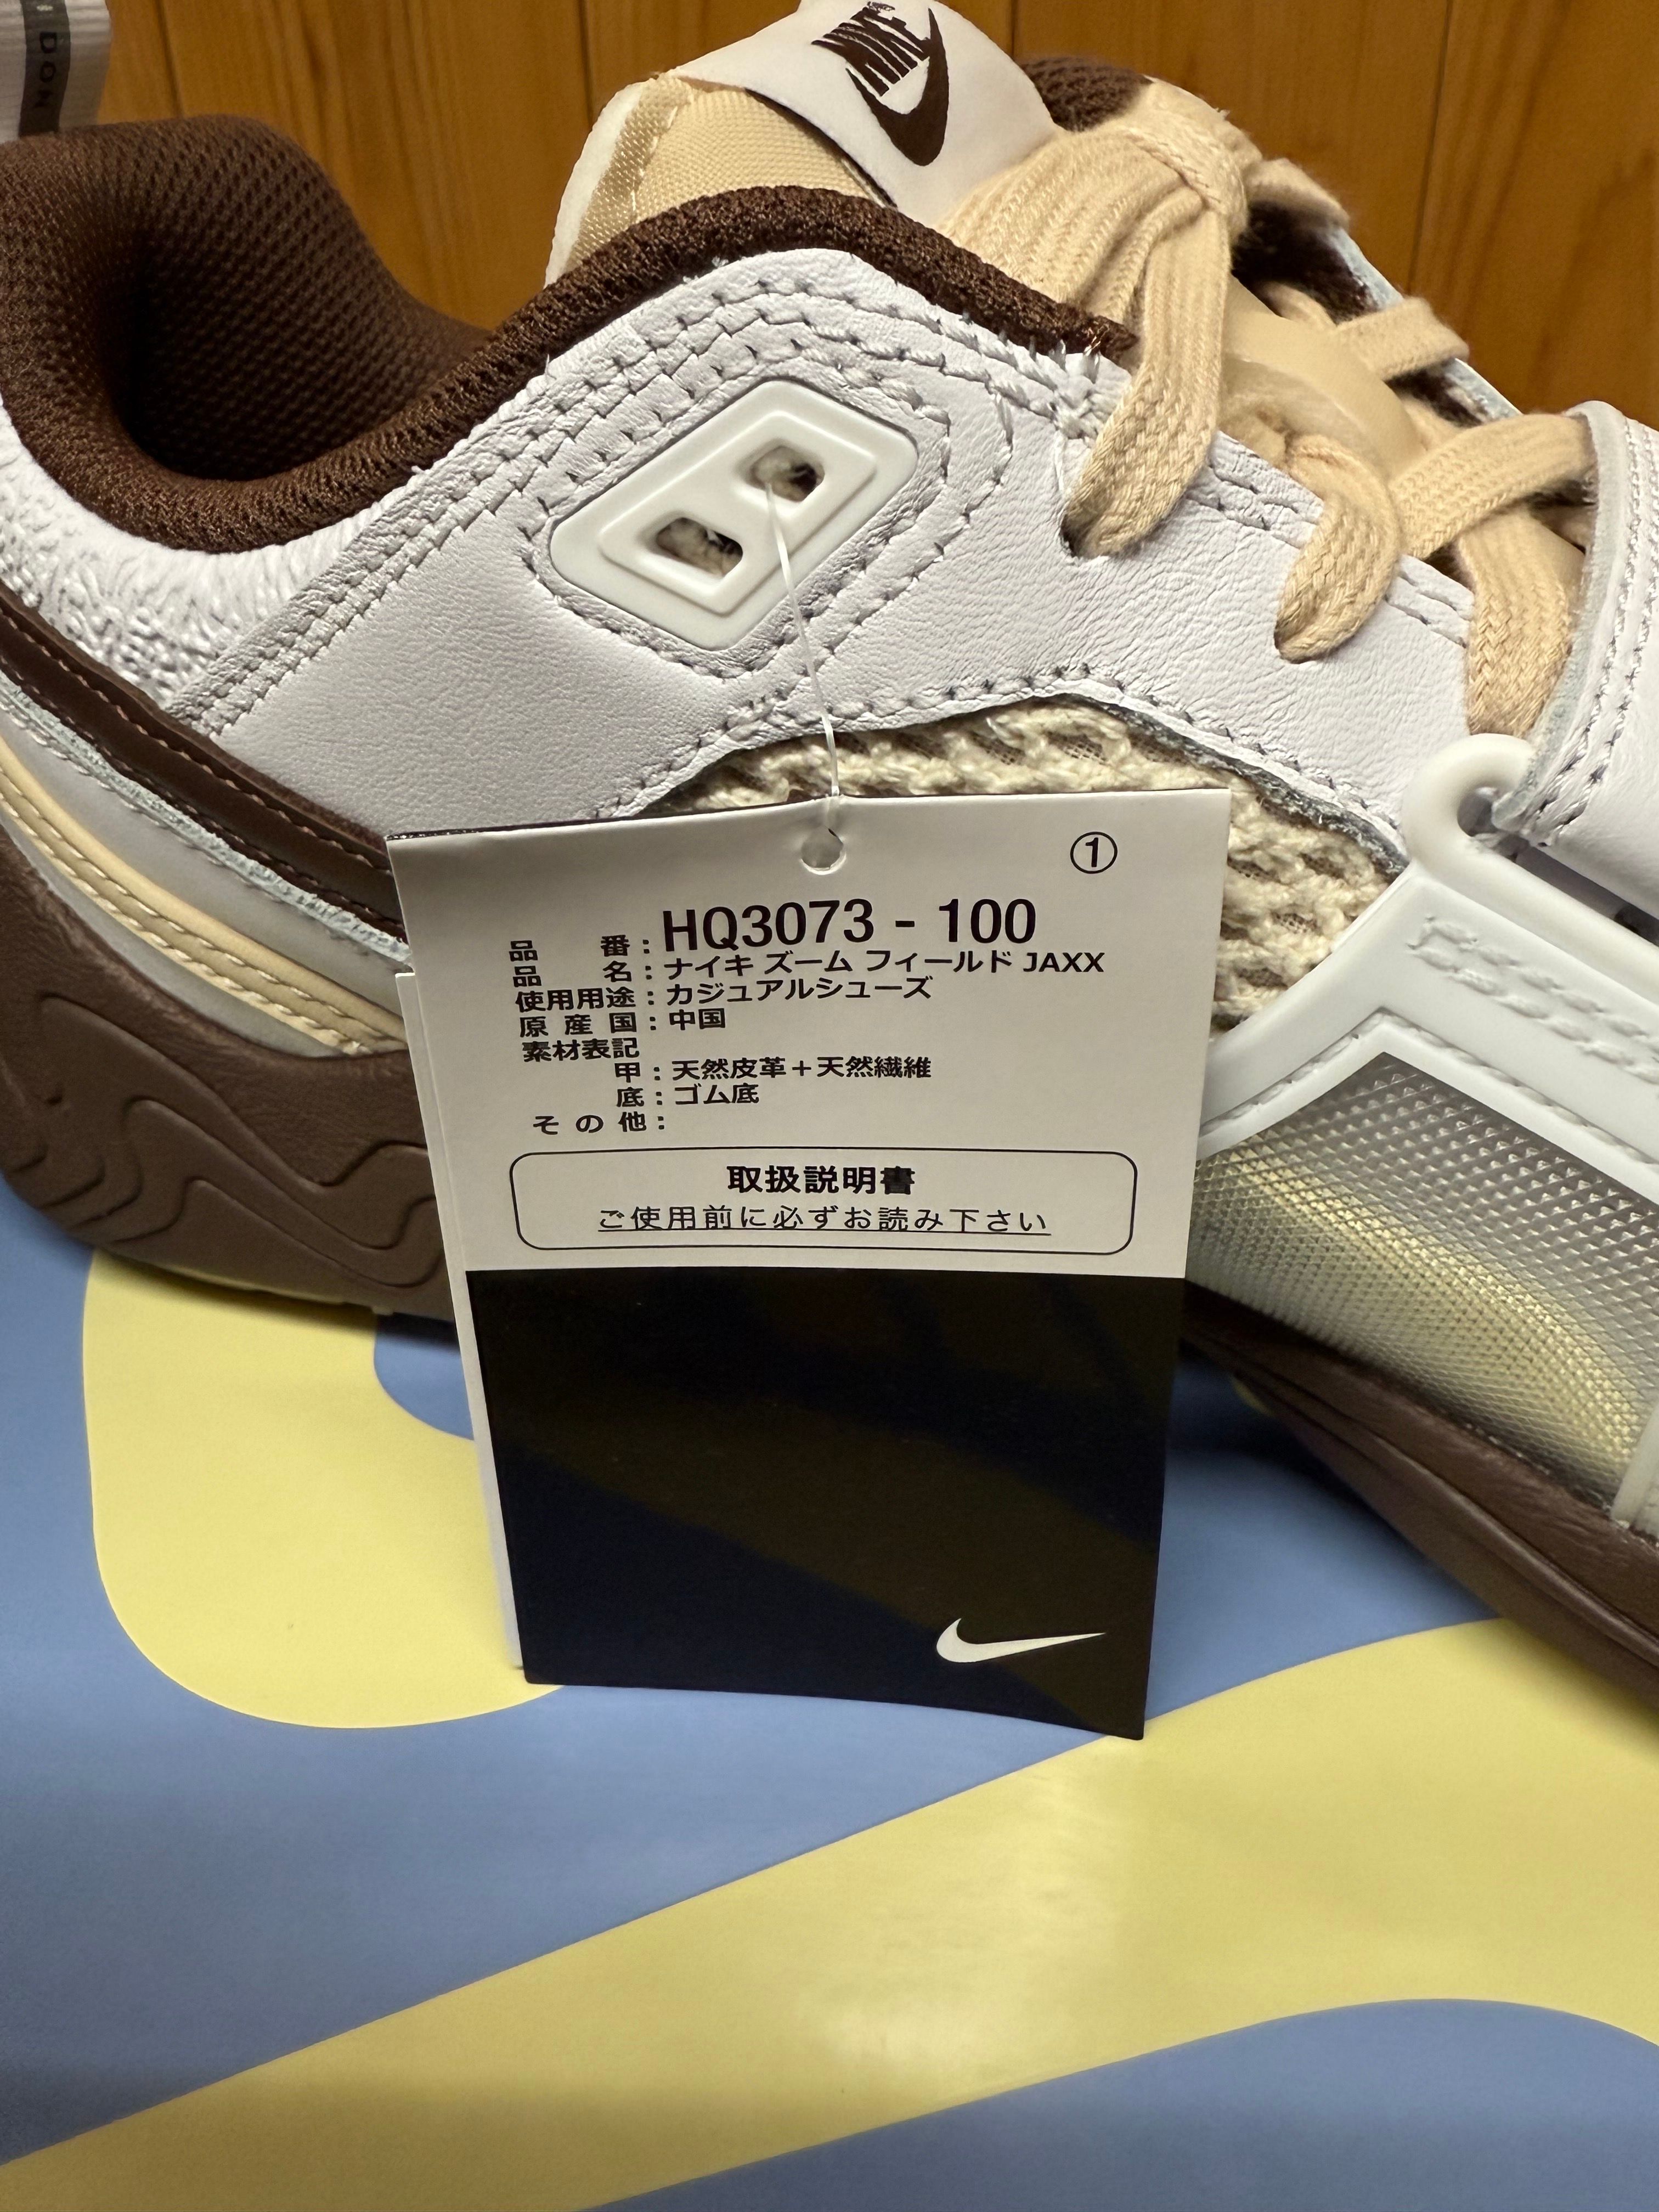 DON
NIKE
①
品 番：HQ3073 - 100
品 名：ナイキ ズーム フィールド JAXX
使用用途：カジュアルシューズ
原 産 国：中国
素材表記
甲：天然皮革＋天然繊維
底：ゴム底
そ の 他：
取扱説明書
ご使用前に必ずお読み下さい